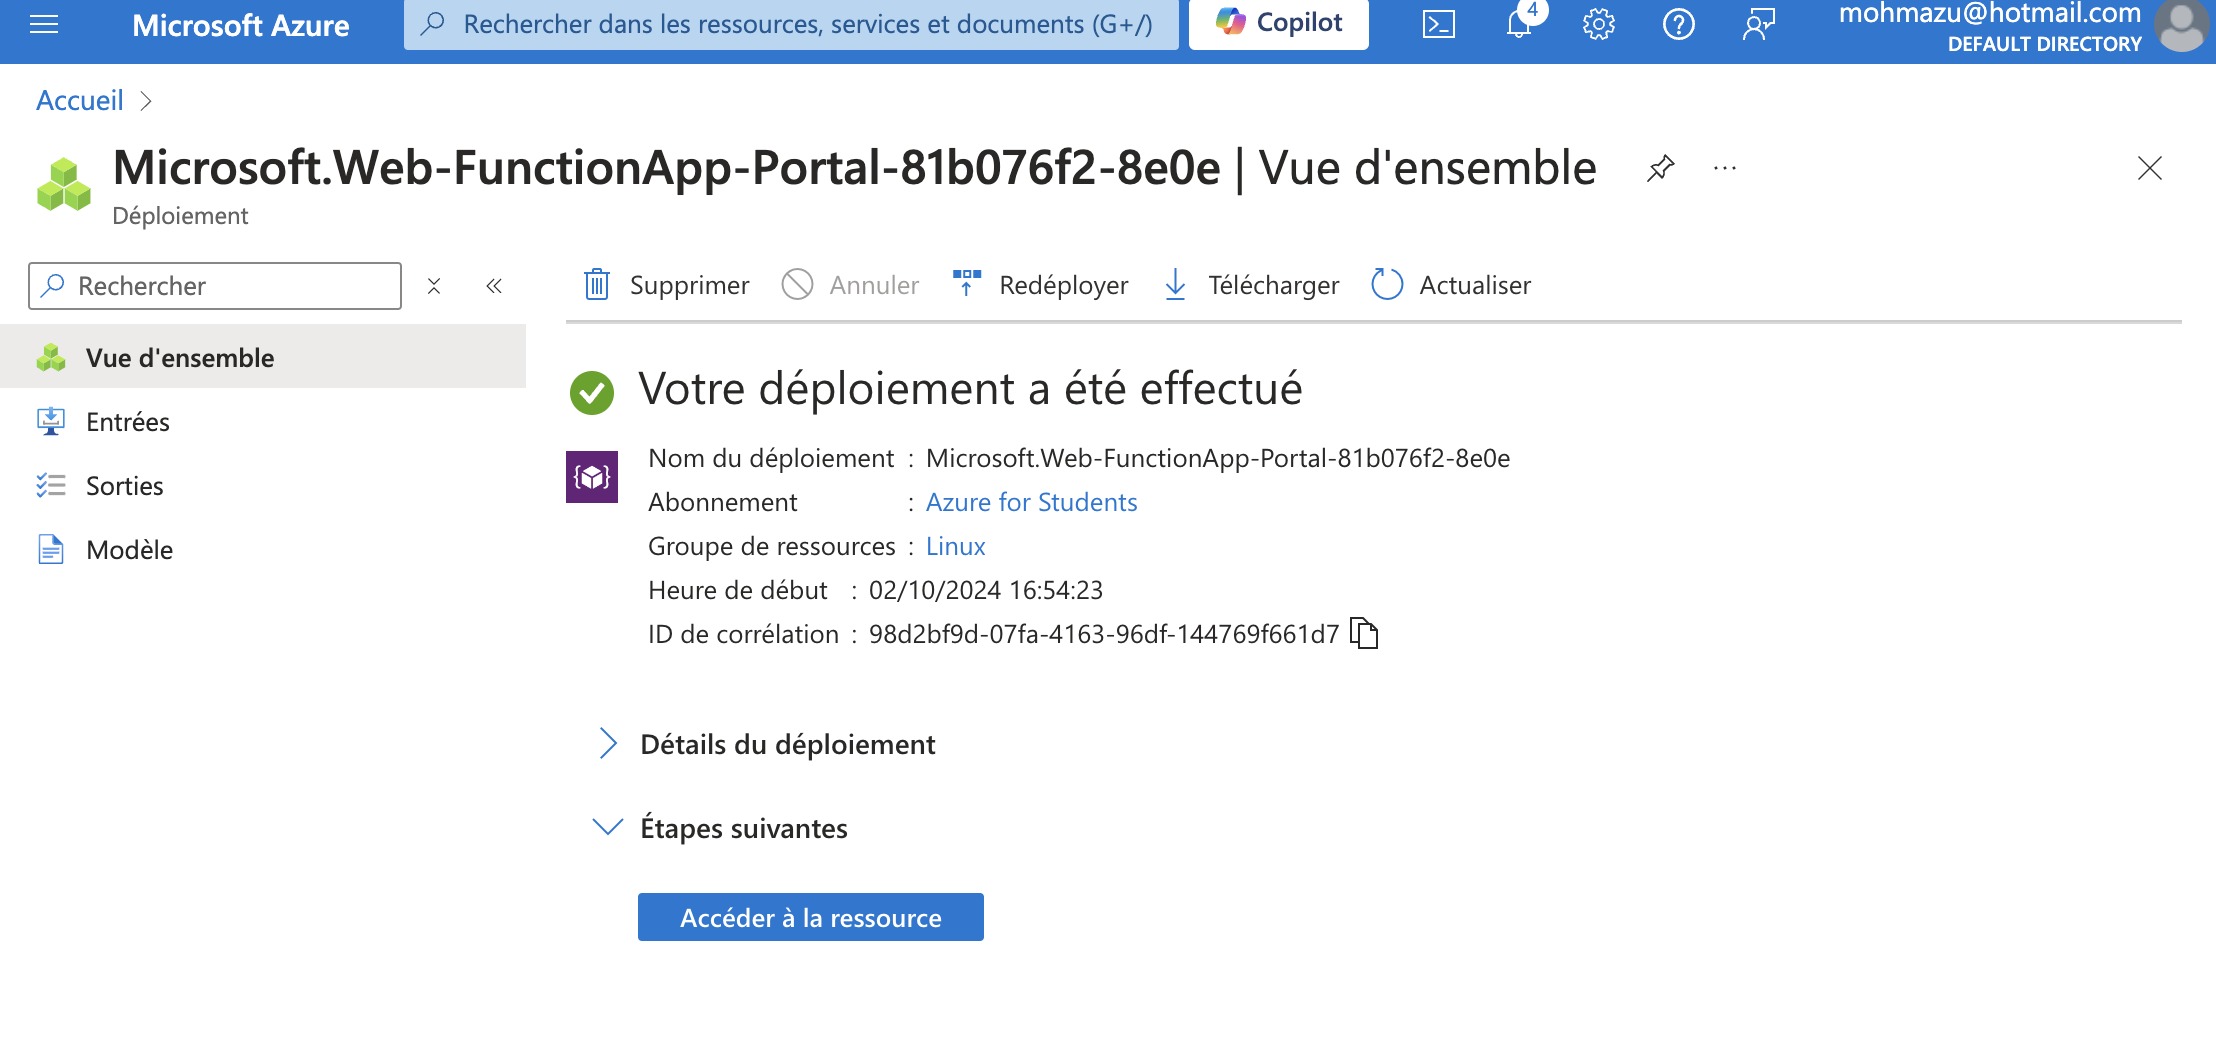 Microsoft Azure
Rechercher dans les ressources, services et documents (G+/)
Copilot
4
mohmazu@hotmail.com
DEFAULT DIRECTORY
Accueil
Microsoft.Web-FunctionApp-Portal-81b076f2-8e0e | Vue d'ensemble
Déploiement
Rechercher
Supprimer
Annuler
Redéployer
Télécharger
Actualiser
Vue d'ensemble
Entrées
Sorties
Modèle
Votre déploiement a été effectué
Nom du déploiement : Microsoft.Web-FunctionApp-Portal-81b076f2-8e0e
Abonnement : Azure for Students
Groupe de ressources : Linux
Heure de début : 02/10/2024 16:54:23
ID de corrélation : 98d2bf9d-07fa-4163-96df-144769f661d7
Détails du déploiement
Étapes suivantes
Accéder à la ressource